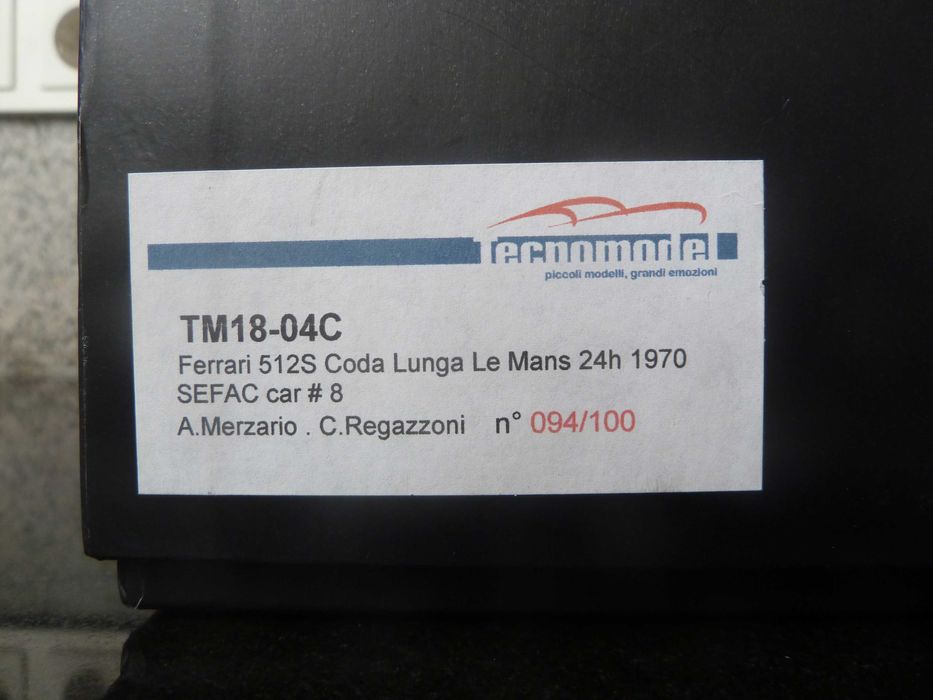 Tecnomodel
piccoli modelli, grandi emozioni
TM18-04C
Ferrari 512S Coda Lunga Le Mans 24h 1970
SEFAC car # 8
A.Merzario . C.Regazzoni n° 094/100